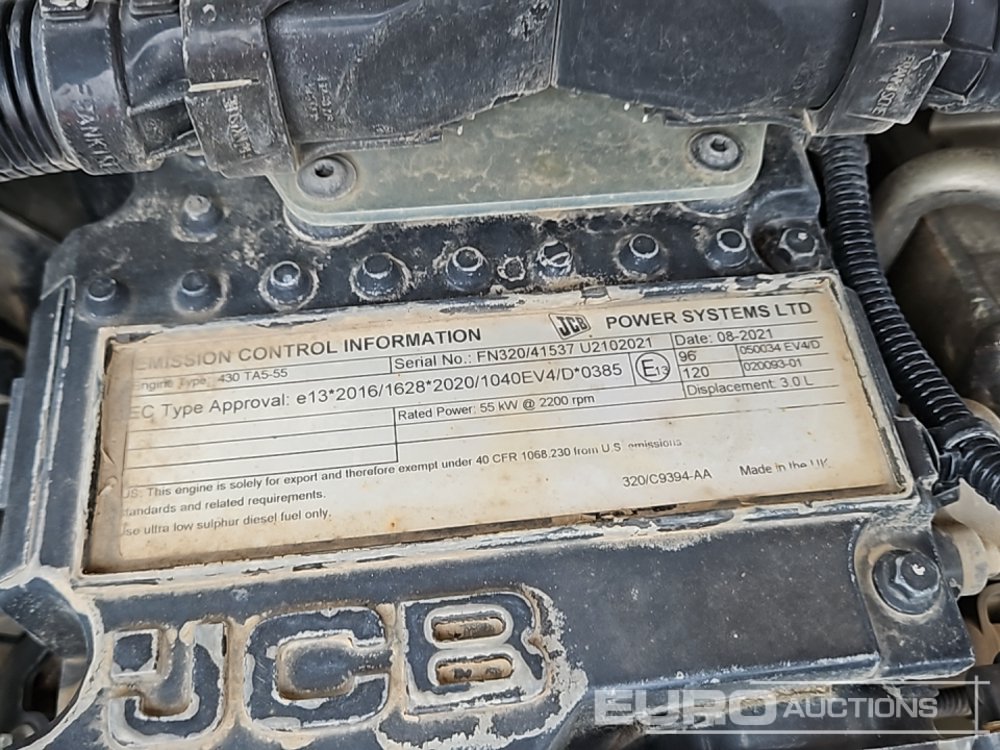 EMISSION CONTROL INFORMATION JCB POWER SYSTEMS LTD
Engine Type: 430 TA5-55 Serial No.: FN320/41537 U2102021 Date: 08-2021
EC Type Approval: e13*2016/1628*2020/1040EV4/D*0385 E13 96 050034 EV4/D
120 020093-01
Rated Power: 55 kW @ 2200 rpm Displacement: 3.0 L
US: This engine is solely for export and therefore exempt under 40 CFR 1068.230 from U.S. emissions
standards and related requirements.
Use ultra low sulphur diesel fuel only.
320/C9394-AA Made in the UK
JCB
EURO AUCTIONS